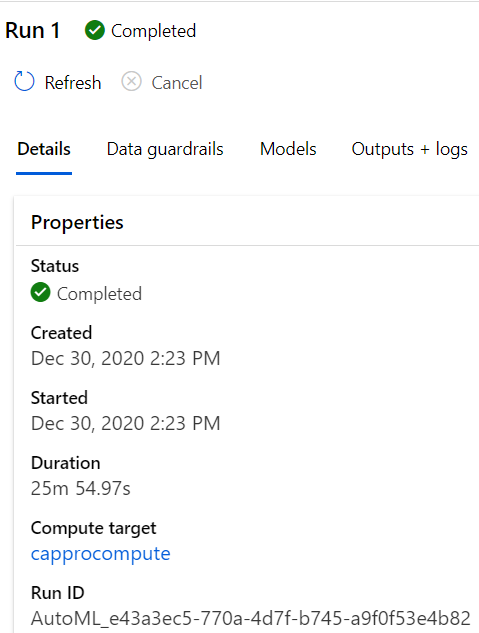 Run 1 Completed
Refresh Cancel
Details Data guardrails Models Outputs + logs
Properties
Status
Completed
Created
Dec 30, 2020 2:23 PM
Started
Dec 30, 2020 2:23 PM
Duration
25m 54.97s
Compute target
capprocompute
Run ID
AutoML_e43a3ec5-770a-4d7f-b745-a9f0f53e4b82